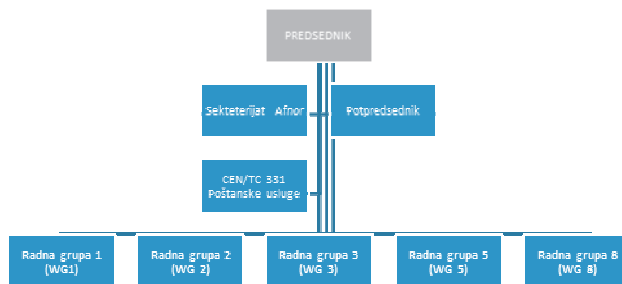 PREDSEDNIK
Sekteterijat Afnor
Potpredsednik
CEN/TC 331
Poštanske usluge
Radna grupa 1
(WG1)
Radna grupa 2
(WG 2)
Radna grupa 3
(WG 3)
Radna grupa 5
(WG 5)
Radna grupa 8
(WG 8)